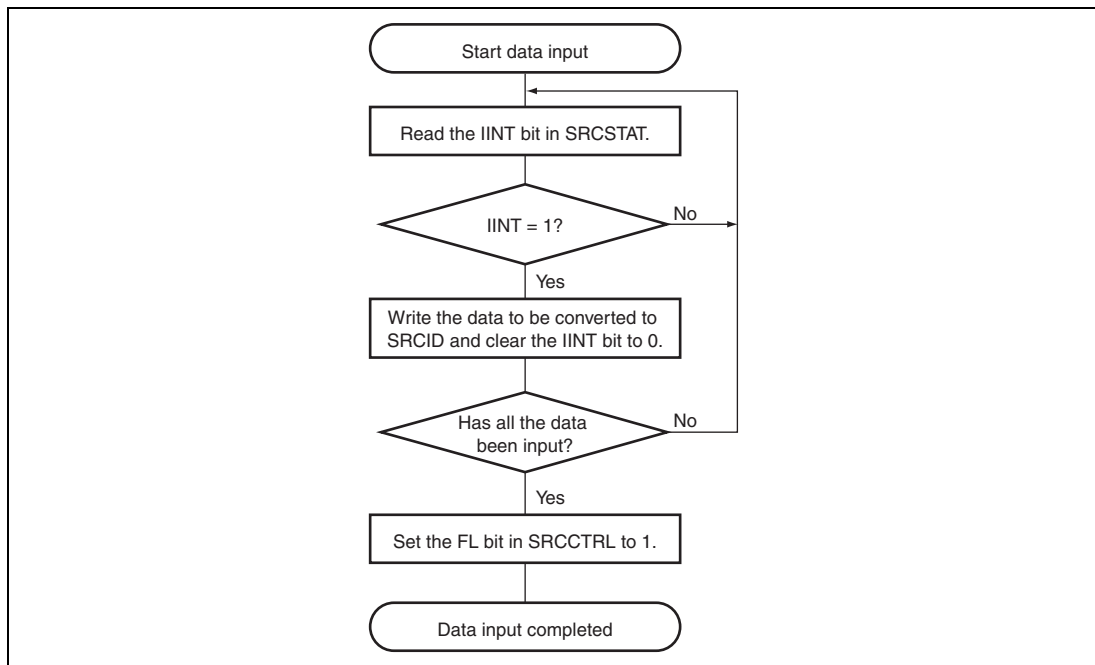 Start data input
Read the IINT bit in SRCSTAT.
IINT = 1?
No
Yes
Write the data to be converted to
SRCID and clear the IINT bit to 0.
Has all the data
been input?
No
Yes
Set the FL bit in SRCCTRL to 1.
Data input completed